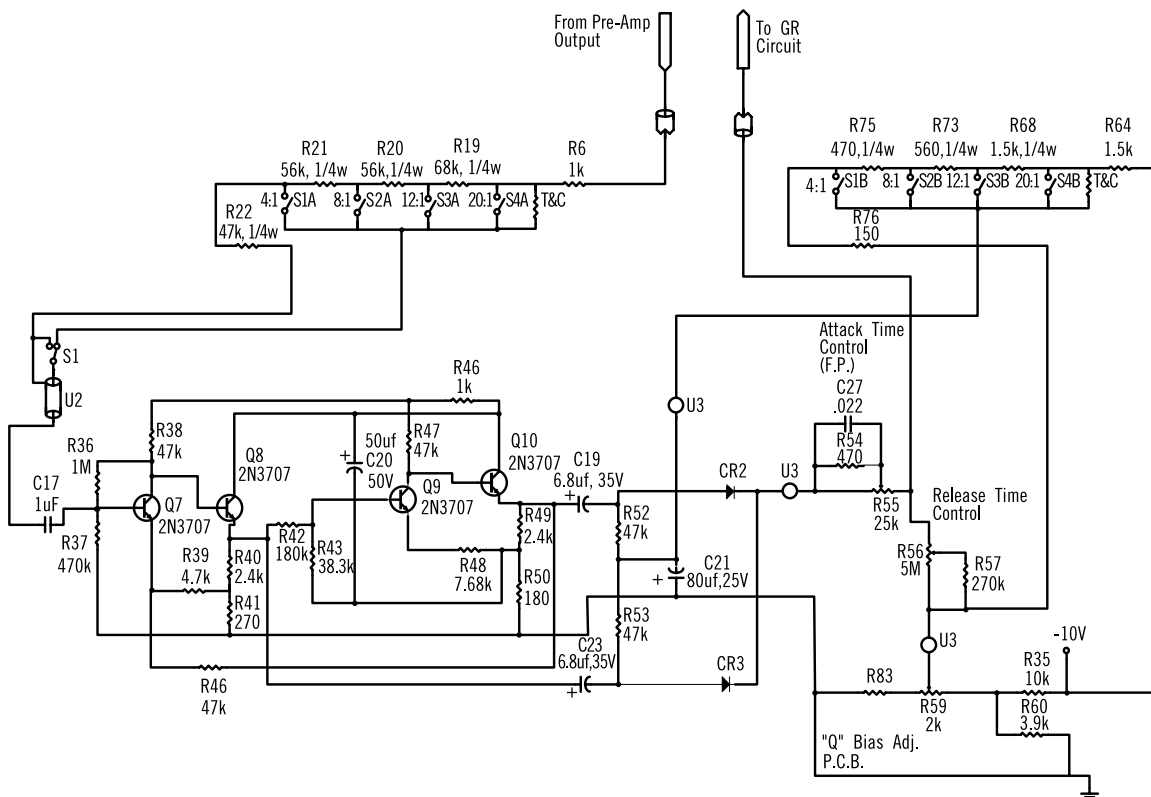 From Pre-Amp
Output
To GR
Circuit
R21
56k, 1/4w
R20
56k,1/4w
R19
68k, 1/4w
R6
1k
4:1
S1A
8:1
S2A
12:1
S3A
20:1
S4A
T&C
R22
47k,1/4w
R75
470,1/4w
R73
560,1/4w
R68
1.5k,1/4w
R64
1.5k
4:1
S1B
8:1
S2B
12:1
S3B
20:1
S4B
T&C
R76
150
S1
U2
Attack Time
Control
(F.P.)
C27
.022
R54
470
U3
R46
1k
R36
1M
R38
47k
Q8
2N3707
50uf
C20
50V
+
R47
47k
Q10
2N3707
C19
6.8uf, 35V
+
CR2
U3
R55
25k
Release Time
Control
C17
1uF
Q7
2N3707
Q9
2N3707
R49
2.4k
R52
47k
R37
470k
R39
4.7k
R40
2.4k
R42
180k
R43
38.3k
R48
7.68k
R50
180
C21
80uf,25V
+
R56
5M
R57
270k
R41
270
R53
47k
C23
6.8uf,35V
+
CR3
U3
-10V
R46
47k
R83
R59
2k
R35
10k
R60
3.9k
"Q" Bias Adj.
P.C.B.